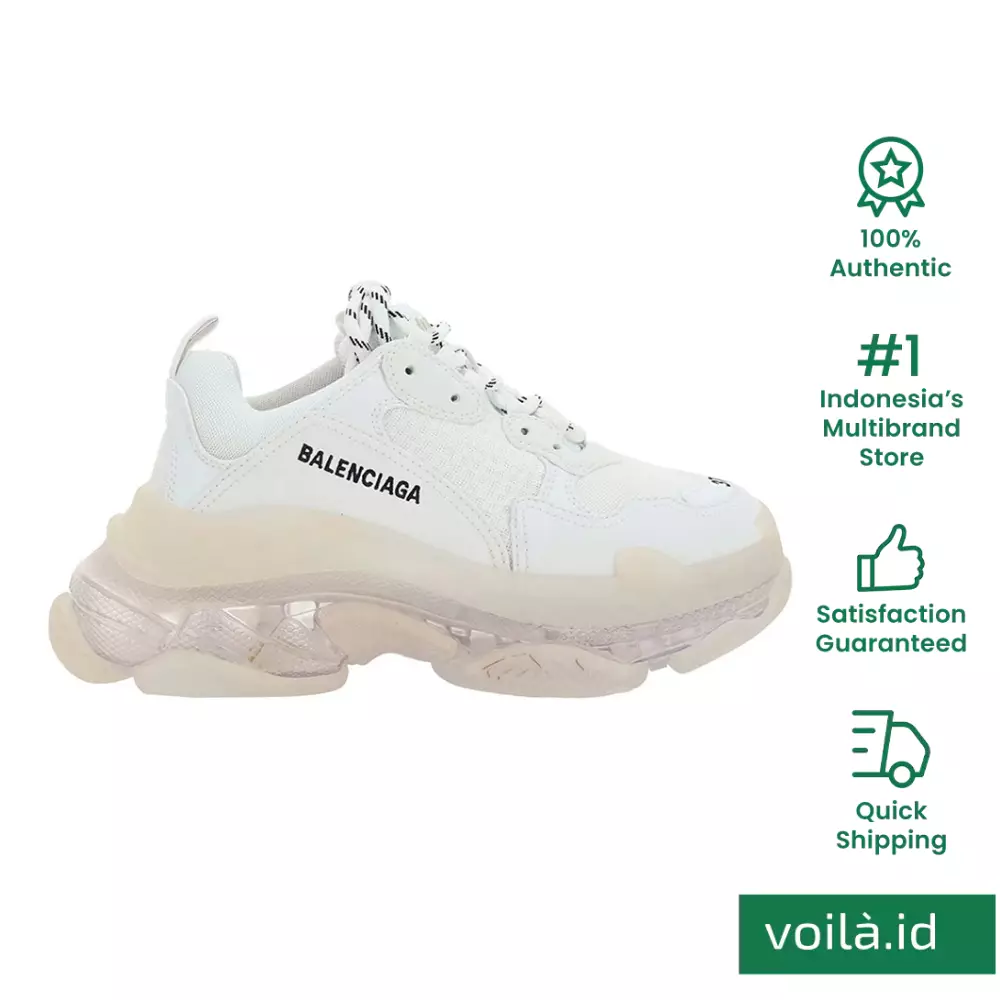 100%
Authentic
#1
Indonesia's
Multibrand
Store
BALENCIAGA
Satisfaction
Guaranteed
Quick
Shipping
voilà.id